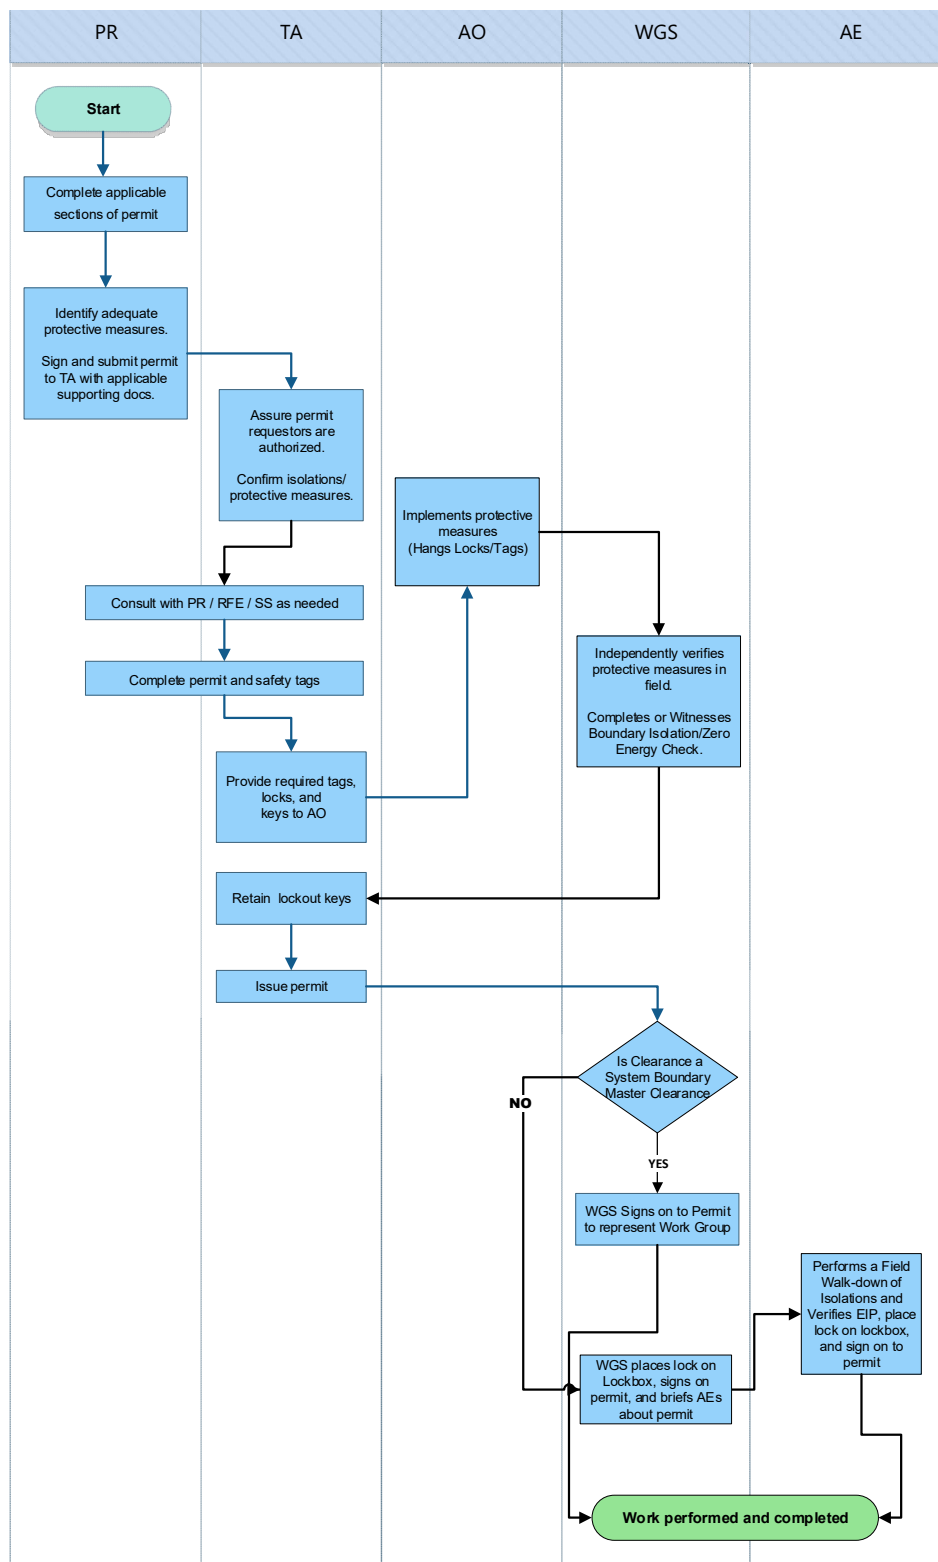 PR
TA
AO
WGS
AE
Start
Complete applicable
sections of permit
Identify adequate
protective measures.
Sign and submit permit
to TA with applicable
supporting docs.
Assure permit
requestors are
authorized.
Confirm isolations/
protective measures.
Implements protective
measures
(Hangs Locks/Tags)
Consult with PR / RFE / SS as needed
Complete permit and safety tags
Independently verifies
protective measures in
field.
Completes or Witnesses
Boundary Isolation/Zero
Energy Check.
Provide required tags,
locks, and
keys to AO
Retain lockout keys
Issue permit
Is Clearance a
System Boundary
Master Clearance
NO
YES
WGS Signs on to Permit
to represent Work Group
Performs a Field
Walk-down of
Isolations and
Verifies EIP, place
lock on lockbox,
and sign on to
permit
WGS places lock on
Lockbox, signs on
permit, and briefs AEs
about permit
Work performed and completed